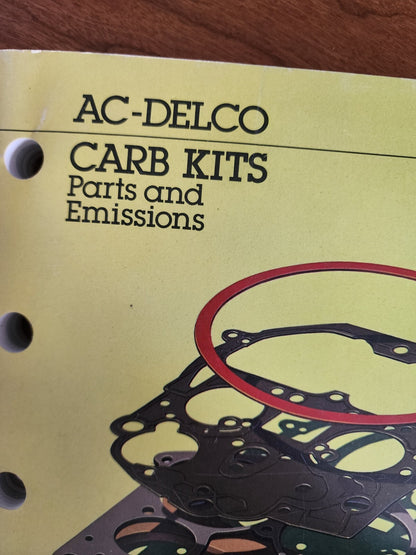 AC-DELCO
CARB KITS
Parts and
Emissions